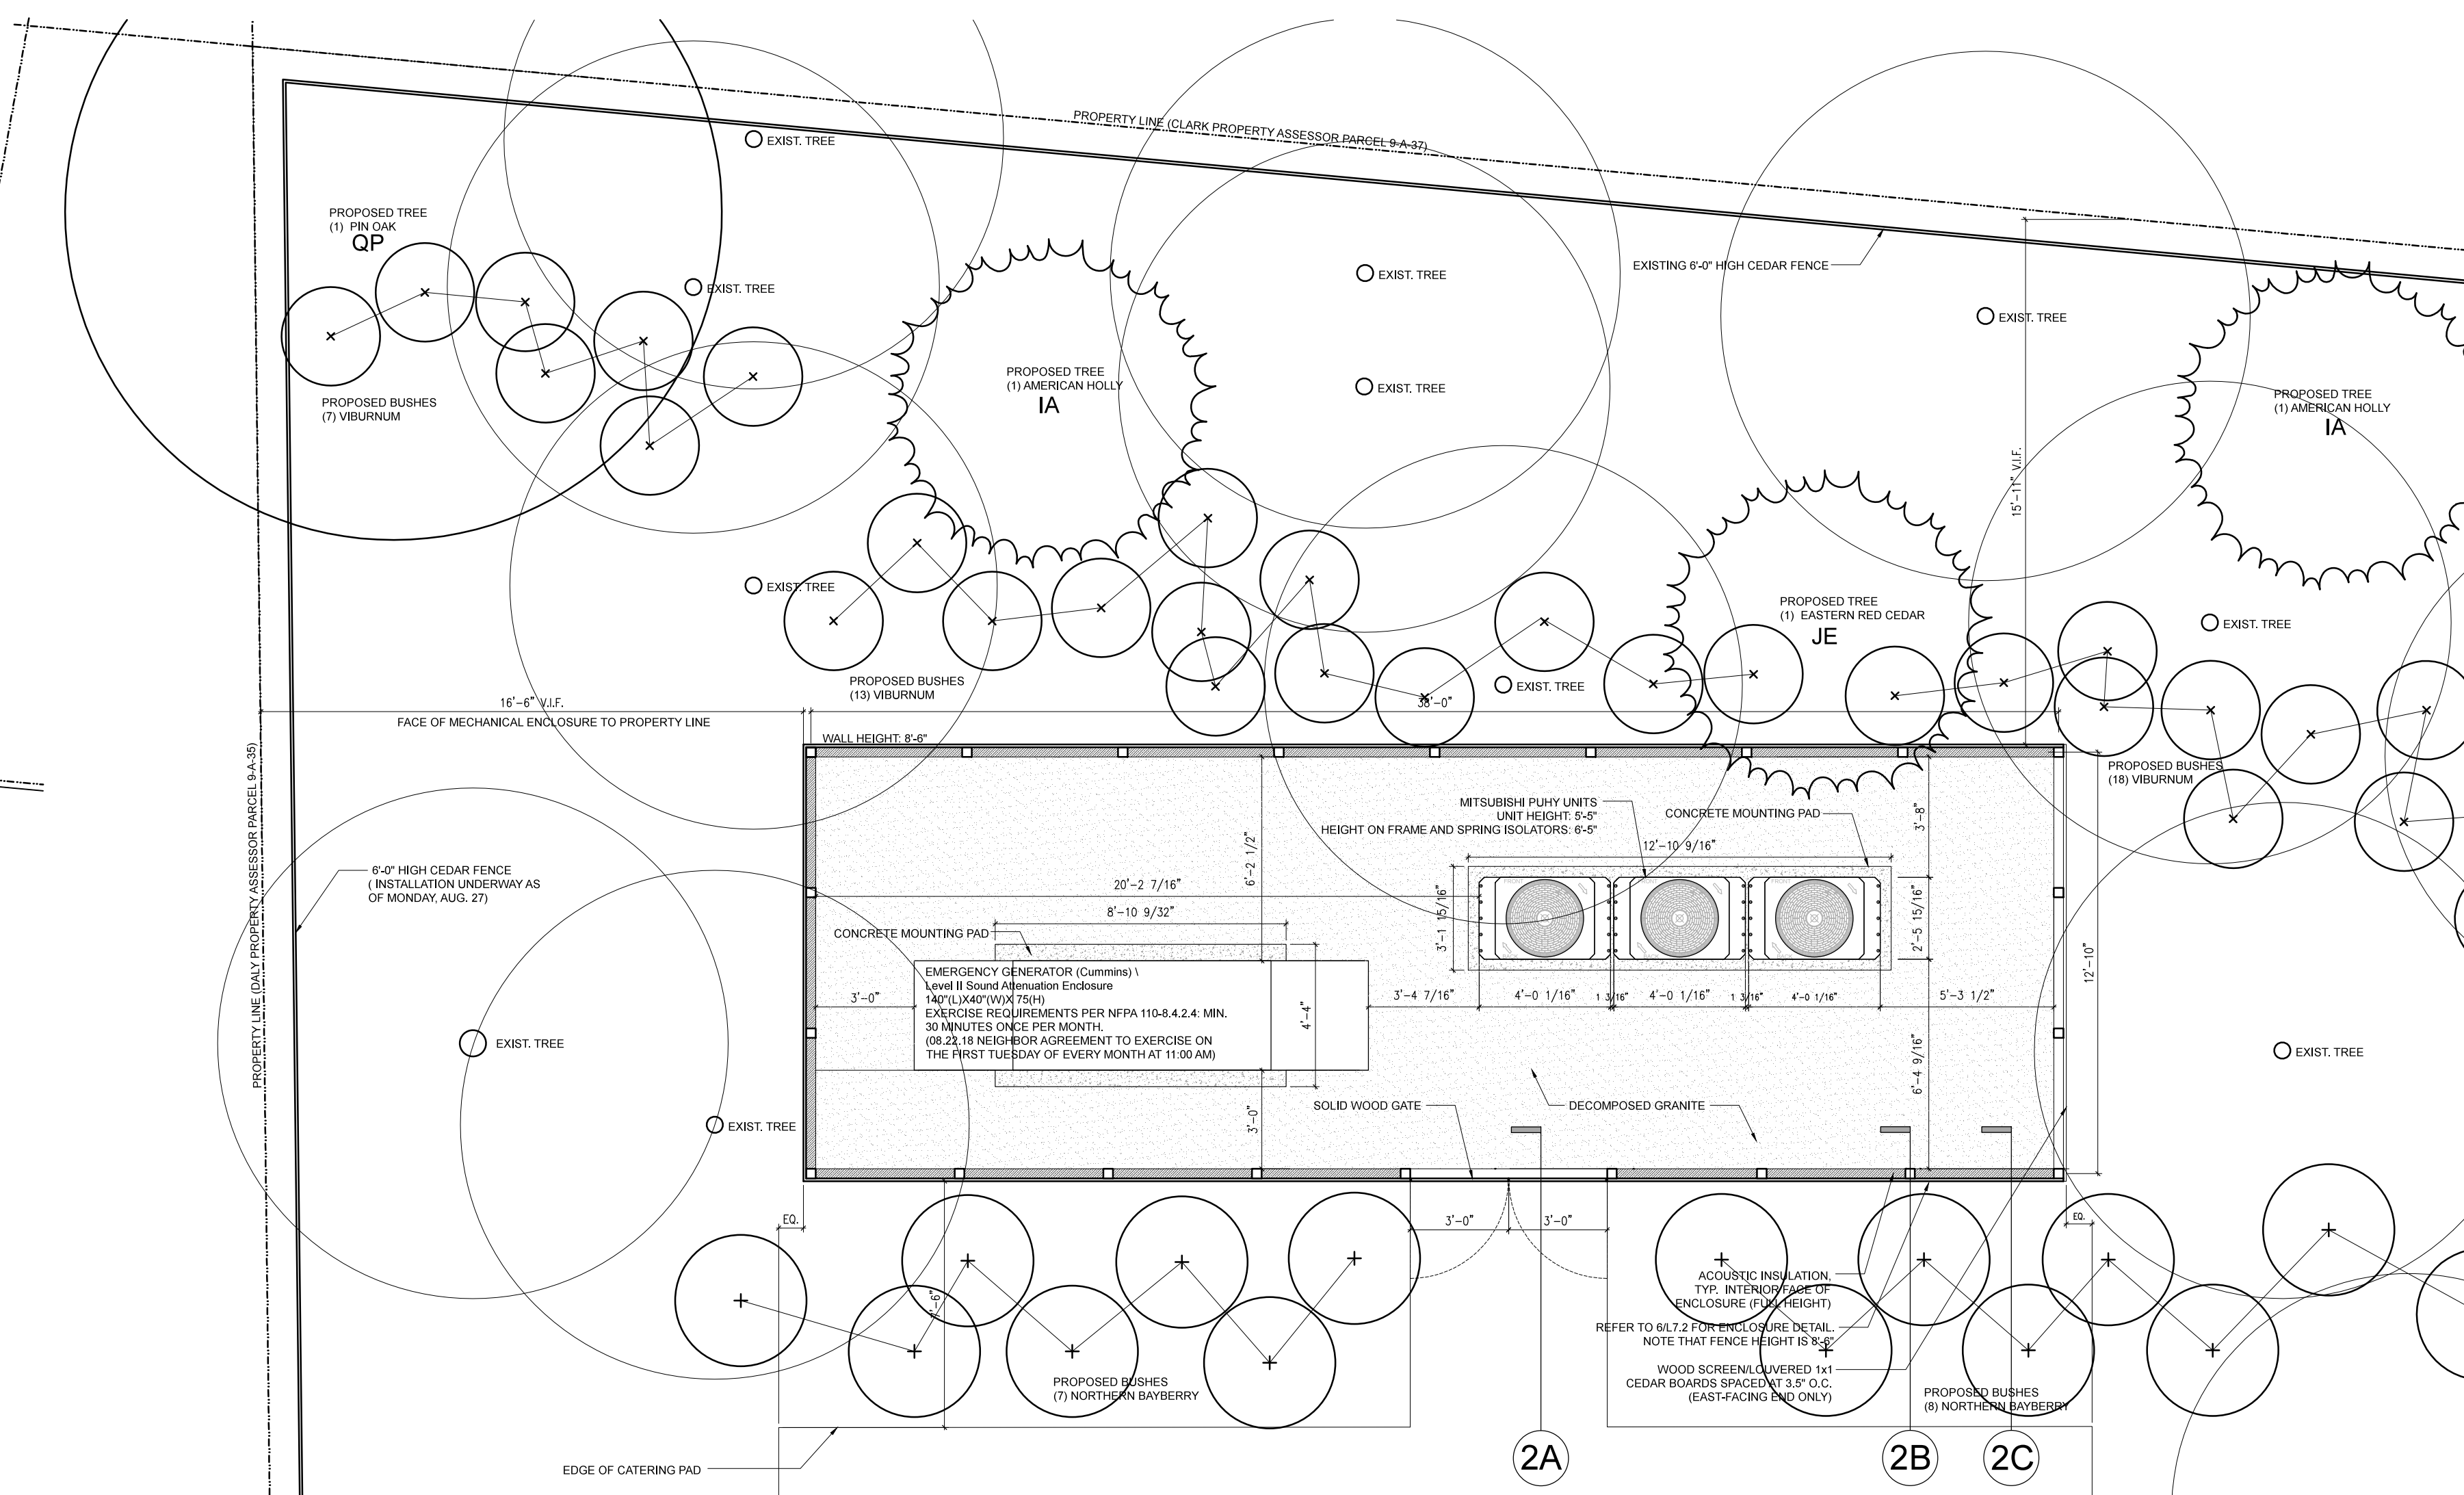 PROPERTY LINE (CLARK PROPERTY ASSESSOR PARCEL 9-A-37)
EXIST. TREE
PROPOSED TREE
(1) PIN OAK
QP
EXIST. TREE
EXIST. TREE
EXISTING 6'-0" HIGH CEDAR FENCE
EXIST. TREE
PROPOSED TREE
(1) AMERICAN HOLLY
IA
EXIST. TREE
PROPOSED TREE
(1) AMERICAN HOLLY
IA
PROPOSED BUSHES
(7) VIBURNUM
15'-11" V.I.F.
EXIST. TREE
PROPOSED TREE
(1) EASTERN RED CEDAR
JE
EXIST. TREE
PROPOSED BUSHES
(13) VIBURNUM
EXIST. TREE
16'-6" V.I.F.
FACE OF MECHANICAL ENCLOSURE TO PROPERTY LINE
38'-0"
WALL HEIGHT: 8'-6"
PROPOSED BUSHES
(18) VIBURNUM
PROPERTY LINE (DALY PROPERTY ASSESSOR PARCEL 9-A-35)
MITSUBISHI PUHY UNITS
UNIT HEIGHT: 5'-5"
HEIGHT ON FRAME AND SPRING ISOLATORS: 6'-5"
CONCRETE MOUNTING PAD
3'-8"
12'-10 9/16"
6'-2 1/2"
6'-0" HIGH CEDAR FENCE
( INSTALLATION UNDERWAY AS
OF MONDAY, AUG. 27)
20'-2 7/16"
8'-10 9/32"
3'-1 15/16"
2'-5 15/16"
CONCRETE MOUNTING PAD
12'-10"
EMERGENCY GENERATOR (Cummins) \
Level II Sound Attenuation Enclosure
140"(L)X40"(W)X 75(H)
EXERCISE REQUIREMENTS PER NFPA 110-8.4.2.4: MIN.
30 MINUTES ONCE PER MONTH.
(08.22.18 NEIGHBOR AGREEMENT TO EXERCISE ON
THE FIRST TUESDAY OF EVERY MONTH AT 11:00 AM)
3'-0"
4'-4"
3'-4 7/16"
4'-0 1/16"
1 3/16"
4'-0 1/16"
1 3/16"
4'-0 1/16"
5'-3 1/2"
EXIST. TREE
EXIST. TREE
6'-4 9/16"
3'-0"
SOLID WOOD GATE
DECOMPOSED GRANITE
EXIST. TREE
EQ.
3'-0"
3'-0"
EQ.
ACOUSTIC INSULATION,
TYP. INTERIOR FACE OF
ENCLOSURE (FULL HEIGHT)
REFER TO 6/L7.2 FOR ENCLOSURE DETAIL.
NOTE THAT FENCE HEIGHT IS 8'-6"
WOOD SCREEN/LOUVERED 1x1
CEDAR BOARDS SPACED AT 3.5" O.C.
(EAST-FACING END ONLY)
PROPOSED BUSHES
(7) NORTHERN BAYBERRY
PROPOSED BUSHES
(8) NORTHERN BAYBERRY
EDGE OF CATERING PAD
2A
2B
2C